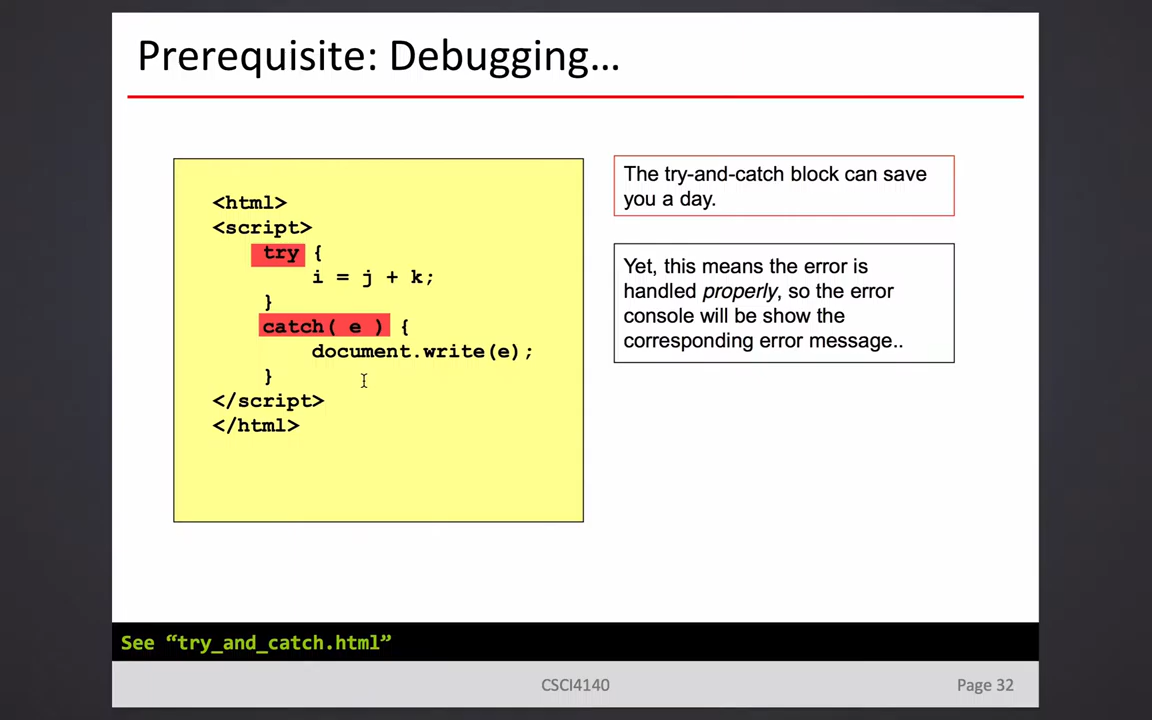 Prerequisite: Debugging…
<html>
<script>
try {
i = j + k;
}
catch( e ) {
document.write(e);
}
</script>
</html>
The try-and-catch block can save
you a day.
Yet, this means the error is
handled properly, so the error
console will be show the
corresponding error message..
See “try_and_catch.html”
CSCI4140
Page 32